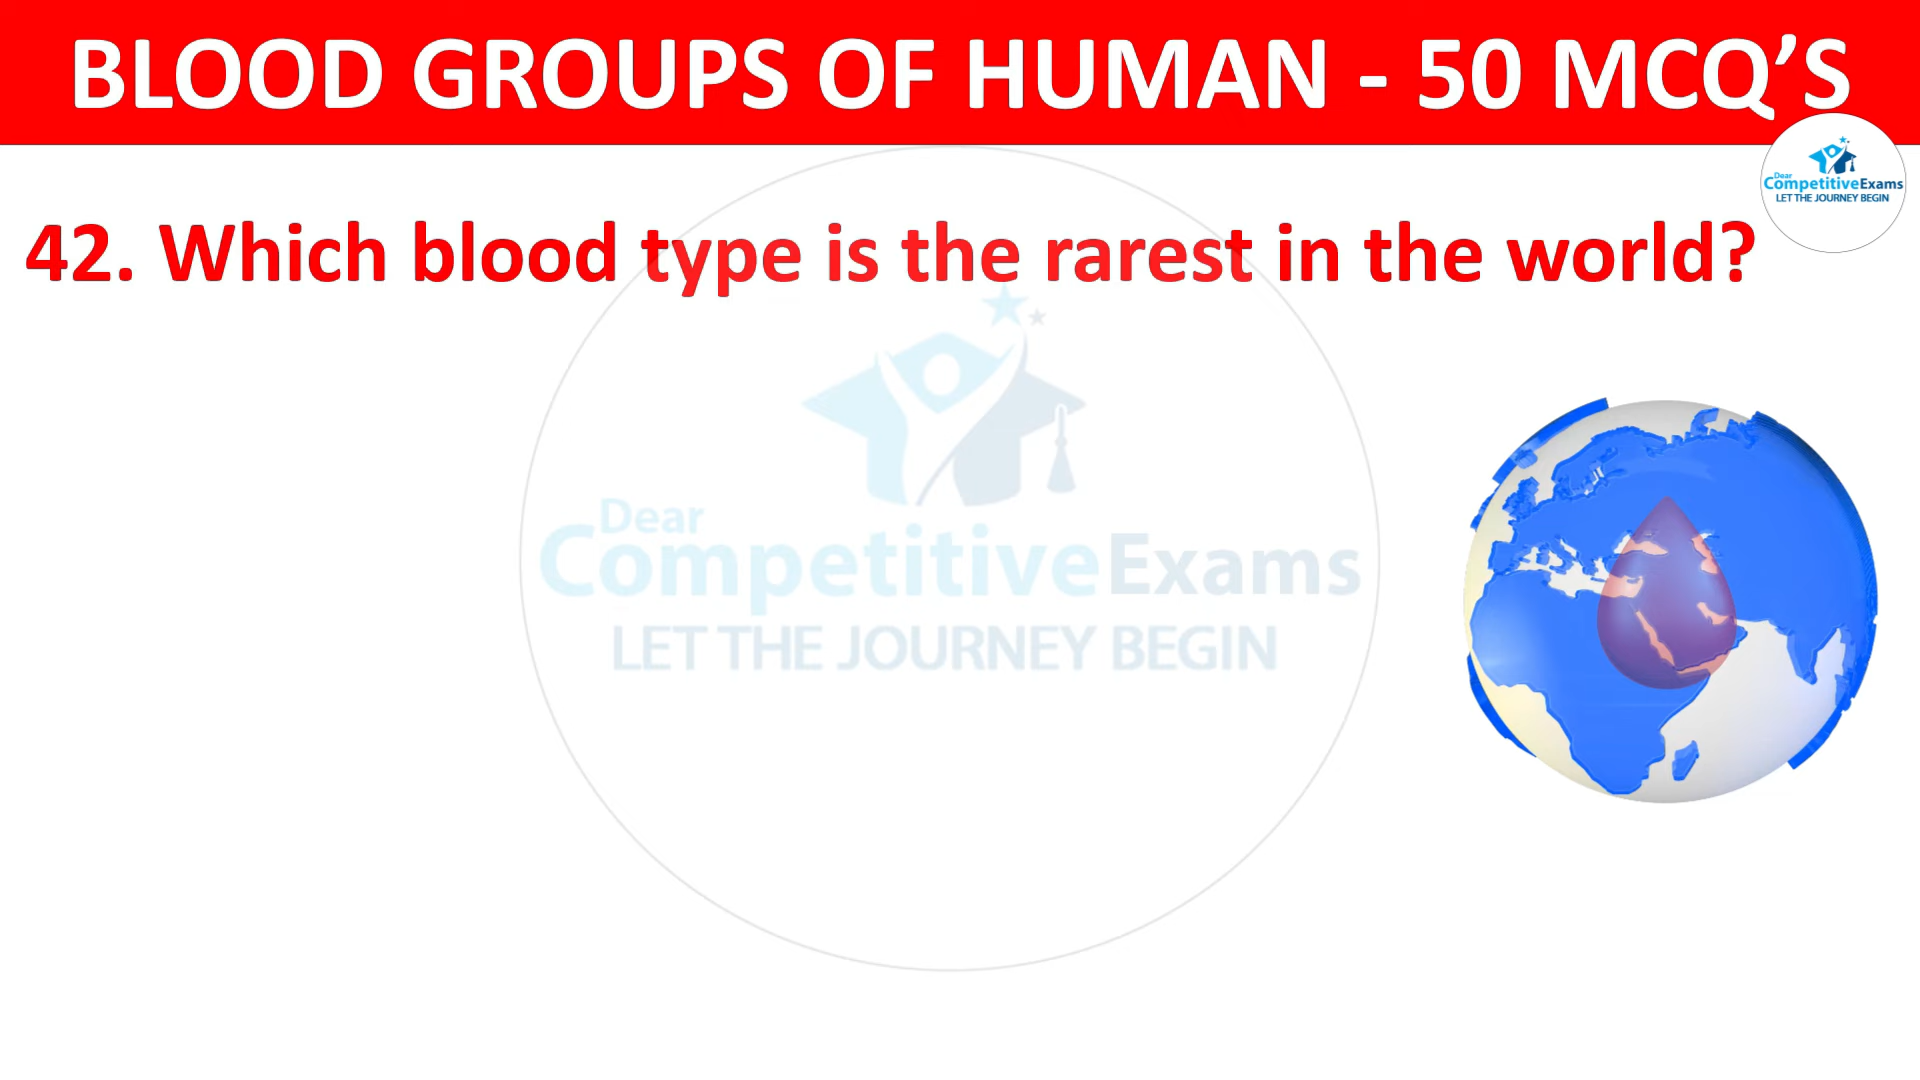 BLOOD GROUPS OF HUMAN - 50 MCQ’S
Dear
CompetitiveExams
LET THE JOURNEY BEGIN
42. Which blood type is the rarest in the world?
Dear
CompetitiveExams
LET THE JOURNEY BEGIN